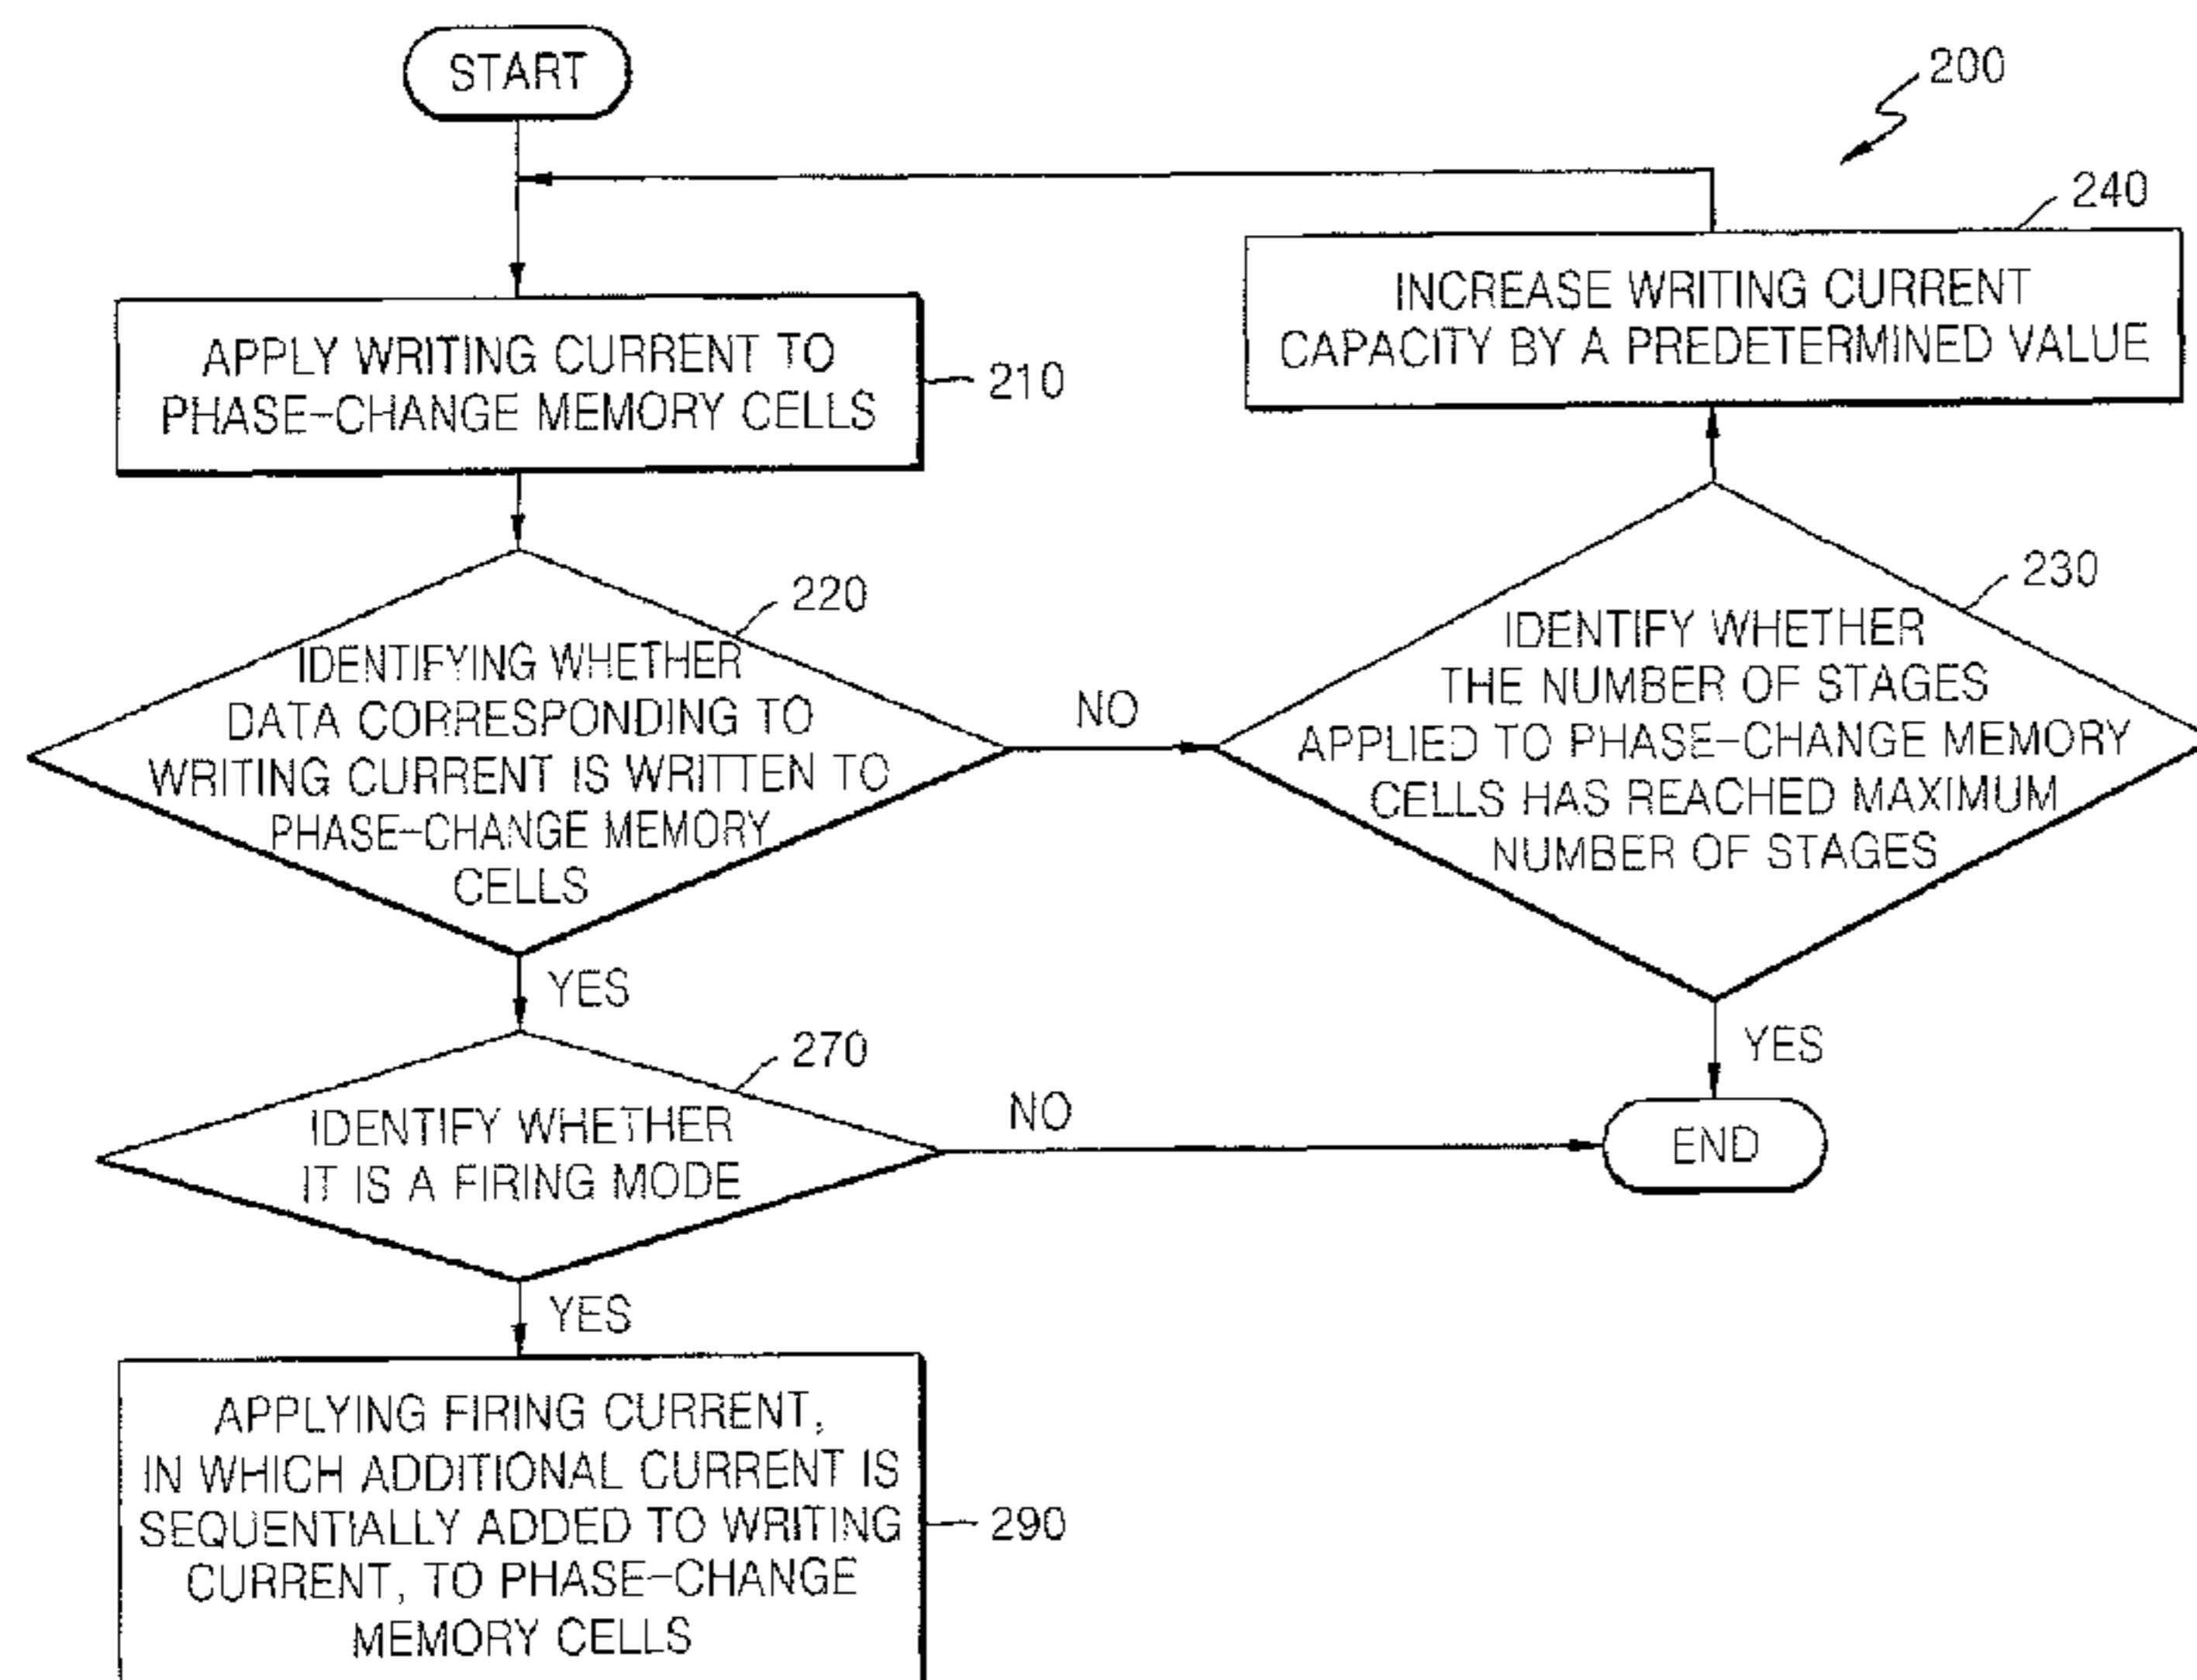 START
200
240
INCREASE WRITING CURRENT
CAPACITY BY A PREDETERMINED VALUE
APPLY WRITING CURRENT TO
PHASE-CHANGE MEMORY CELLS
210
220
IDENTIFYING WHETHER
DATA CORRESPONDING TO
WRITING CURRENT IS WRITTEN TO
PHASE-CHANGE MEMORY
CELLS
NO
230
IDENTIFY WHETHER
THE NUMBER OF STAGES
APPLIED TO PHASE-CHANGE MEMORY
CELLS HAS REACHED MAXIMUM
NUMBER OF STAGES
YES
YES
270
IDENTIFY WHETHER
IT IS A FIRING MODE
NO
END
YES
APPLYING FIRING CURRENT,
IN WHICH ADDITIONAL CURRENT IS
SEQUENTIALLY ADDED TO WRITING
CURRENT, TO PHASE-CHANGE
MEMORY CELLS
290